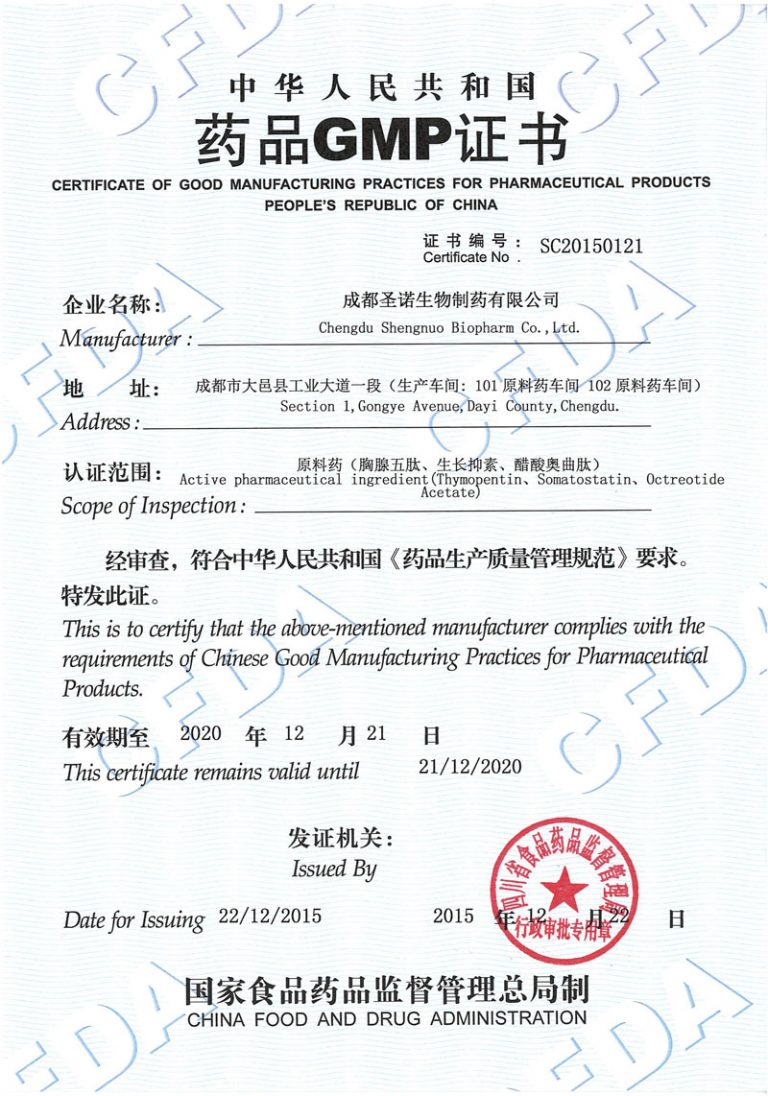 中华人民共和国
药品GMP证书
CERTIFICATE OF GOOD MANUFACTURING PRACTICES FOR PHARMACEUTICAL PRODUCTS
PEOPLE'S REPUBLIC OF CHINA
证书编号: SC20150121
Certificate No .
企业名称: 成都圣诺生物制药有限公司
Manufacturer : Chengdu Shengnuo Biopharm Co.,Ltd.
地 址: 成都市大邑县工业大道一段（生产车间: 101原料药车间 102原料药车间）
Address : Section 1,Gongye Avenue,Dayi County,Chengdu.
认证范围: 原料药（胸腺五肽、生长抑素、醋酸奥曲肽）
Active pharmaceutical ingredient(Thymopentin、Somatostatin、Octreotide
Acetate)
Scope of Inspection :
经审查，符合中华人民共和国《药品生产质量管理规范》要求。
特发此证。
This is to certify that the above-mentioned manufacturer complies with the
requirements of Chinese Good Manufacturing Practices for Pharmaceutical
Products.
有效期至 2020 年 12 月 21 日
This certificate remains valid until 21/12/2020
发证机关:
Issued By
四川省食品药品监督管理局
行政审批专用章
Date for Issuing 22/12/2015 2015 年 12 月 22 日
国家食品药品监督管理总局制
CHINA FOOD AND DRUG ADMINISTRATION
CFDA
CFDA
CFDA
CFDA
CFDA
CFDA
CFDA
CFDA